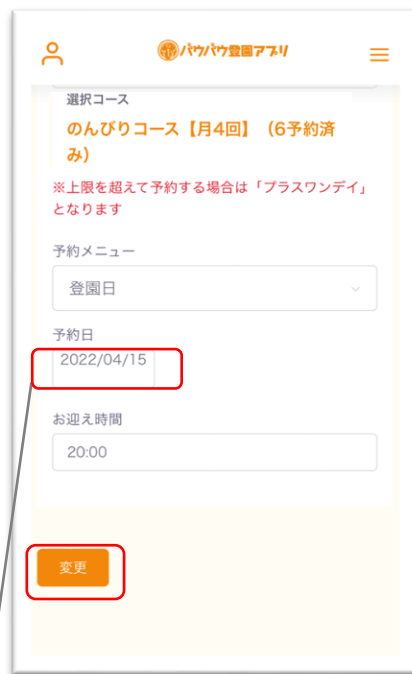 パウパウ登園アプリ
選択コース
のんびりコース【月4回】（6予約済
み）
※上限を超えて予約する場合は「プラスワンデイ」
となります
予約メニュー
登園日
予約日
2022/04/15
お迎え時間
20:00
変更